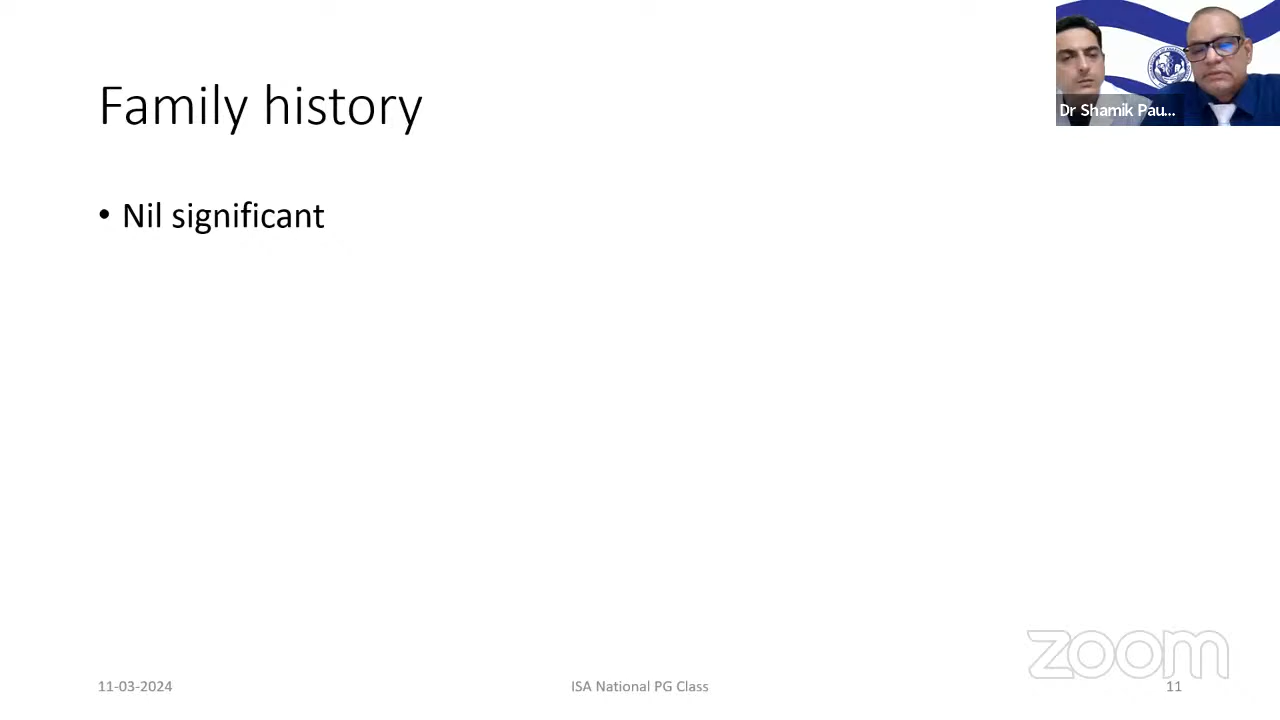 Family history
• Nil significant
Dr Shamik Pau...
zoom
11-03-2024
ISA National PG Class
11